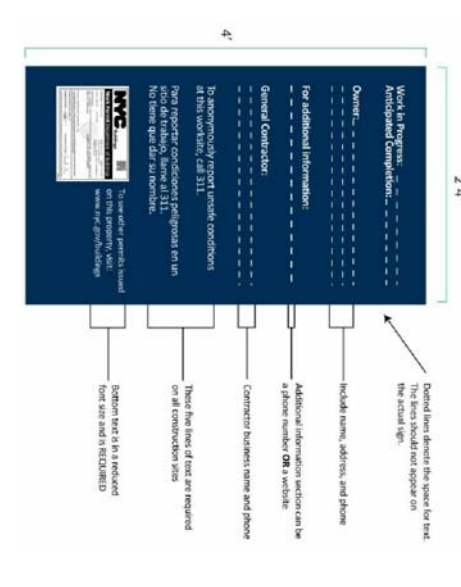 4'
Work in Progress:
Anticipated Completion:
Owner:
For additional information:
General Contractor:
To anonymously report unsafe conditions
at this worksite, call 311.
Para reportar condiciones peligrosas en un
sitio de trabajo, llame al 311.
No tiene que dar su nombre.
NYC Buildings
Work Permit Department of Buildings
To see other permits issued
on this property, visit:
www.nyc.gov/buildings
Dotted lines denote the space for text.
The lines should not appear on
the actual sign.
Include name, address, and phone
Additional information section can be
a phone number OR a website
Contractor business name and phone
These five lines of text are required
on all construction sites
Bottom text is in a reduced
font size and is REQUIRED